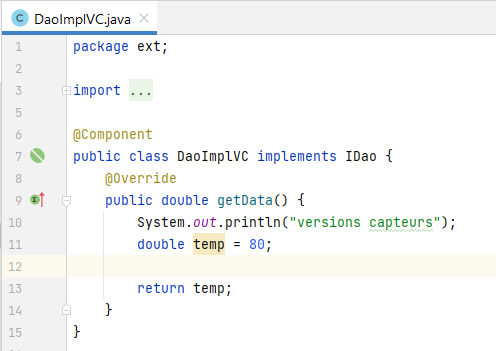 DaoImplVC.java
1 package ext;
2
3 import ...
5
6 @Component
7 public class DaoImplVC implements IDao {
8 @Override
9 public double getData() {
10 System.out.println("versions capteurs");
11 double temp = 80;
12
13 return temp;
14 }
15 }